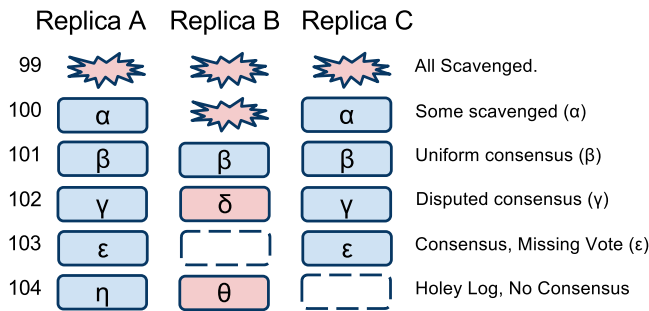 Replica A Replica B Replica C
99 All Scavenged.
100 α α Some scavenged (α)
101 β β β Uniform consensus (β)
102 γ δ γ Disputed consensus (γ)
103 ε ε Consensus, Missing Vote (ε)
104 η θ Holey Log, No Consensus